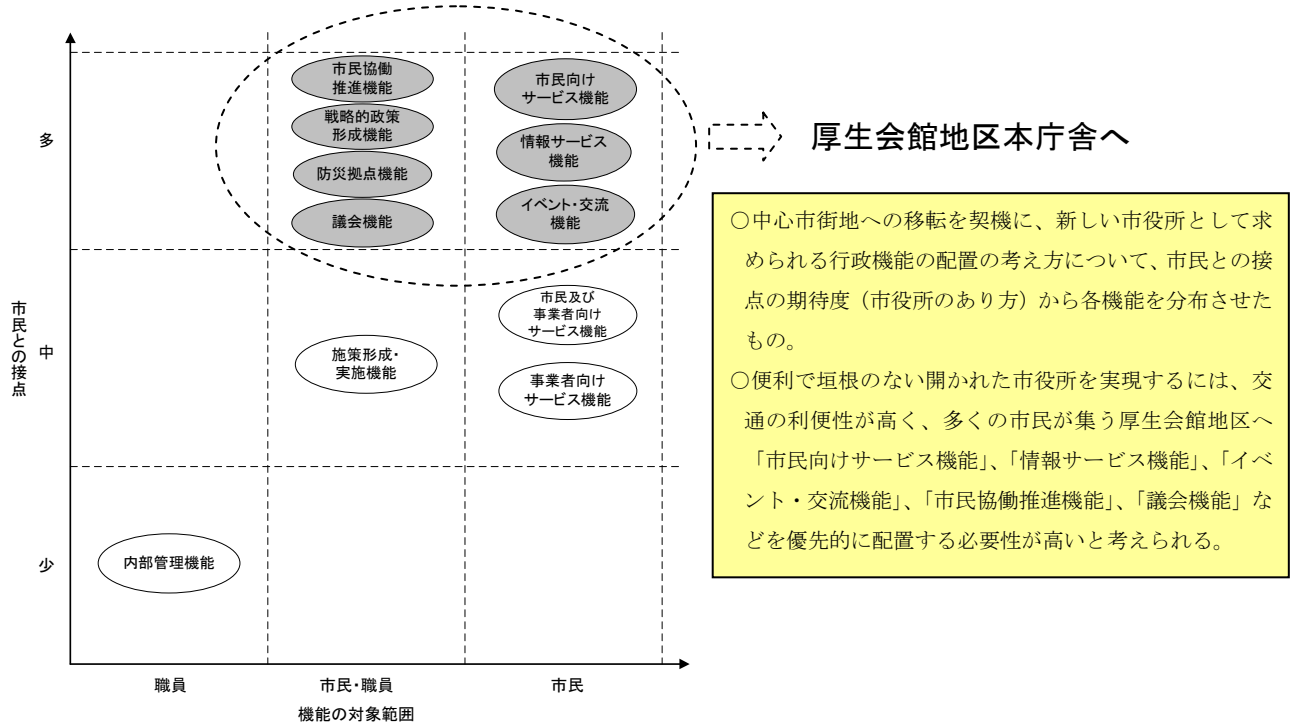 市民協働
推進機能
戦略的政策
形成機能
防災拠点機能
議会機能
市民向け
サービス機能
情報サービス
機能
イベント・交流
機能
厚生会館地区本庁舎へ
多
市民との接点
中
少
施策形成・
実施機能
市民及び
事業者向け
サービス機能
事業者向け
サービス機能
内部管理機能
職員
市民・職員
市民
機能の対象範囲
○中心市街地への移転を契機に、新しい市役所として求
められる行政機能の配置の考え方について、市民との接
点の期待度（市役所のあり方）から各機能を分布させた
もの。
○便利で垣根のない開かれた市役所を実現するには、交
通の利便性が高く、多くの市民が集う厚生会館地区へ
「市民向けサービス機能」、「情報サービス機能」、「イベ
ント・交流機能」、「市民協働推進機能」、「議会機能」な
どを優先的に配置する必要性が高いと考えられる。